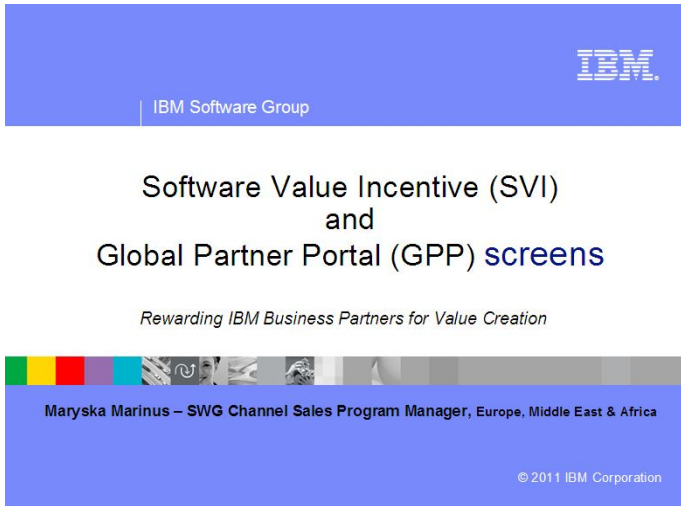 IBM.
IBM Software Group
Software Value Incentive (SVI)
and
Global Partner Portal (GPP) screens
Rewarding IBM Business Partners for Value Creation
Maryska Marinus – SWG Channel Sales Program Manager, Europe, Middle East & Africa
© 2011 IBM Corporation